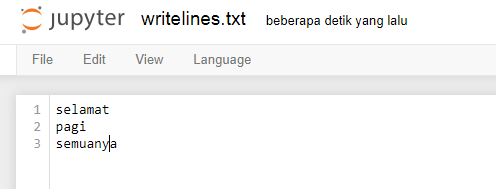 jupyter writelines.txt beberapa detik yang lalu
File Edit View Language
1 selamat
2 pagi
3 semuanya